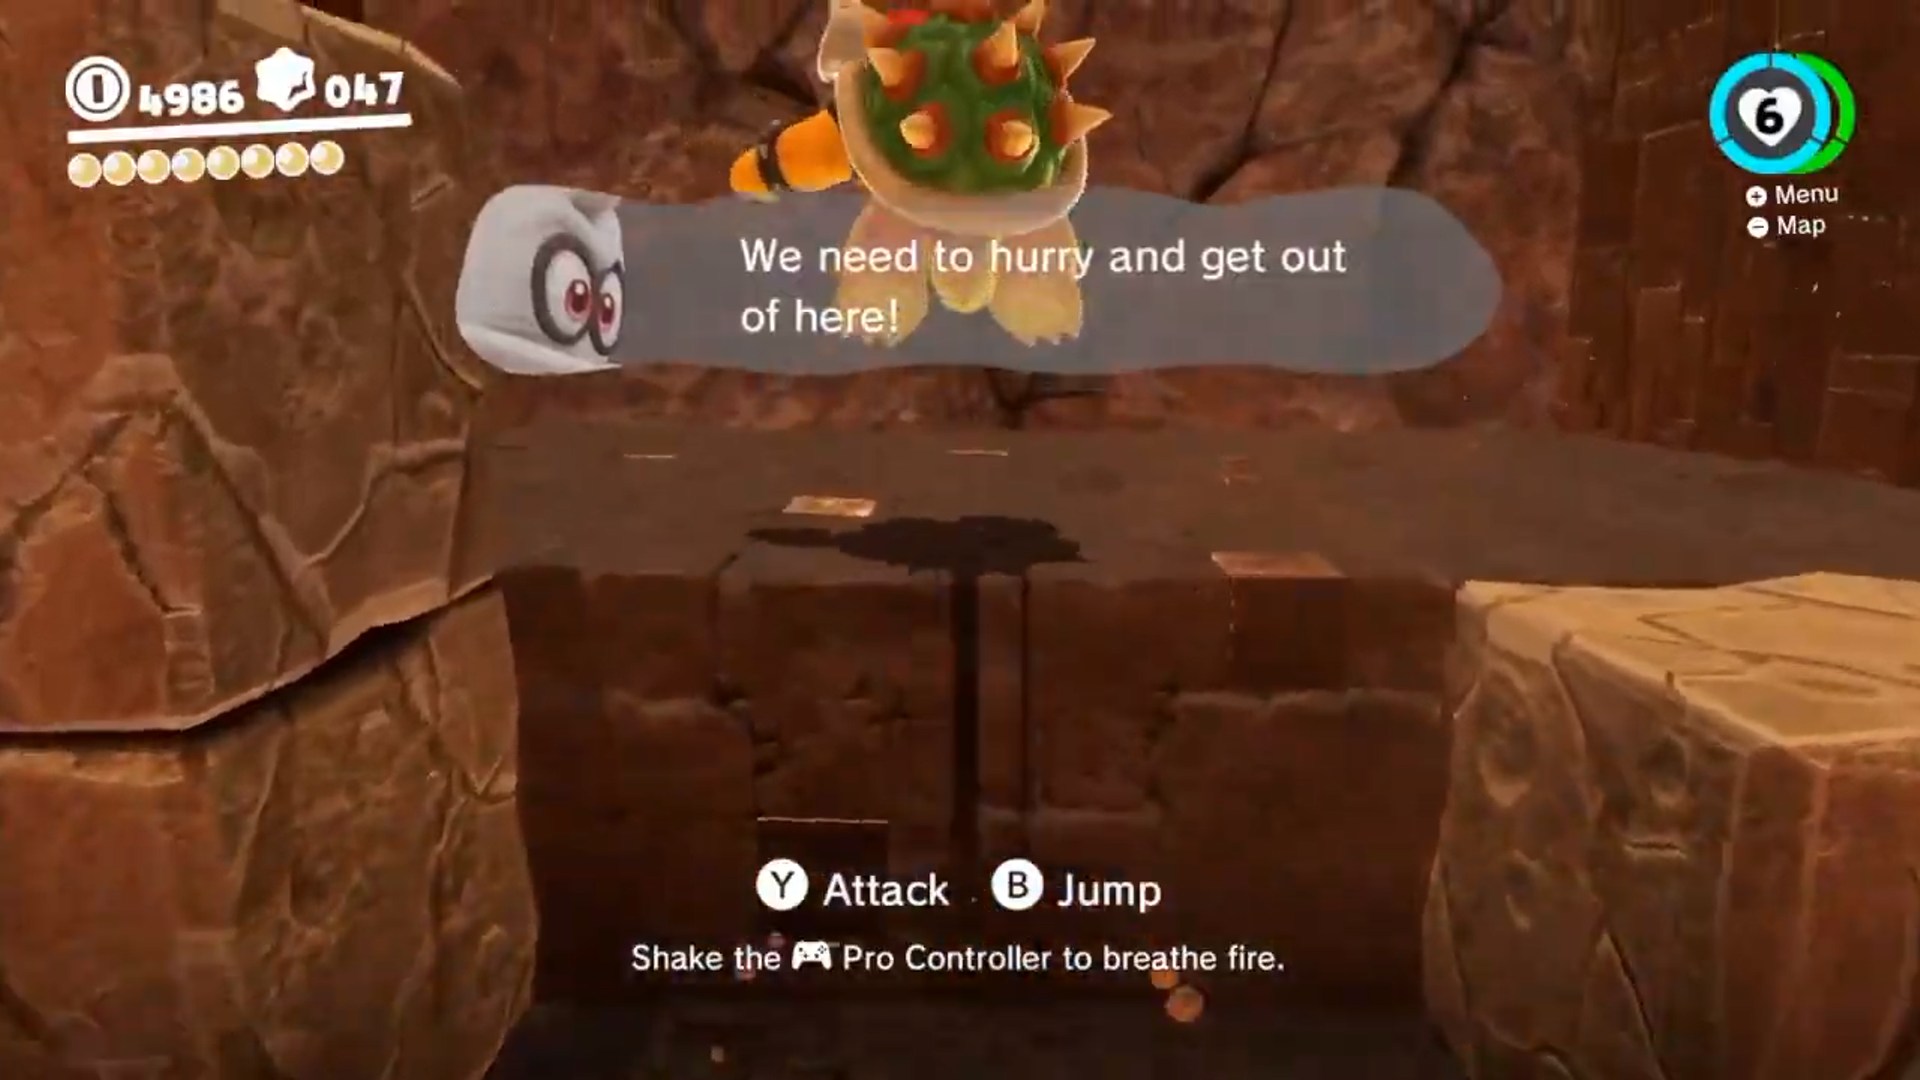 4986 047
6
Menu
Map
We need to hurry and get out
of here!
Y Attack B Jump
Shake the Pro Controller to breathe fire.